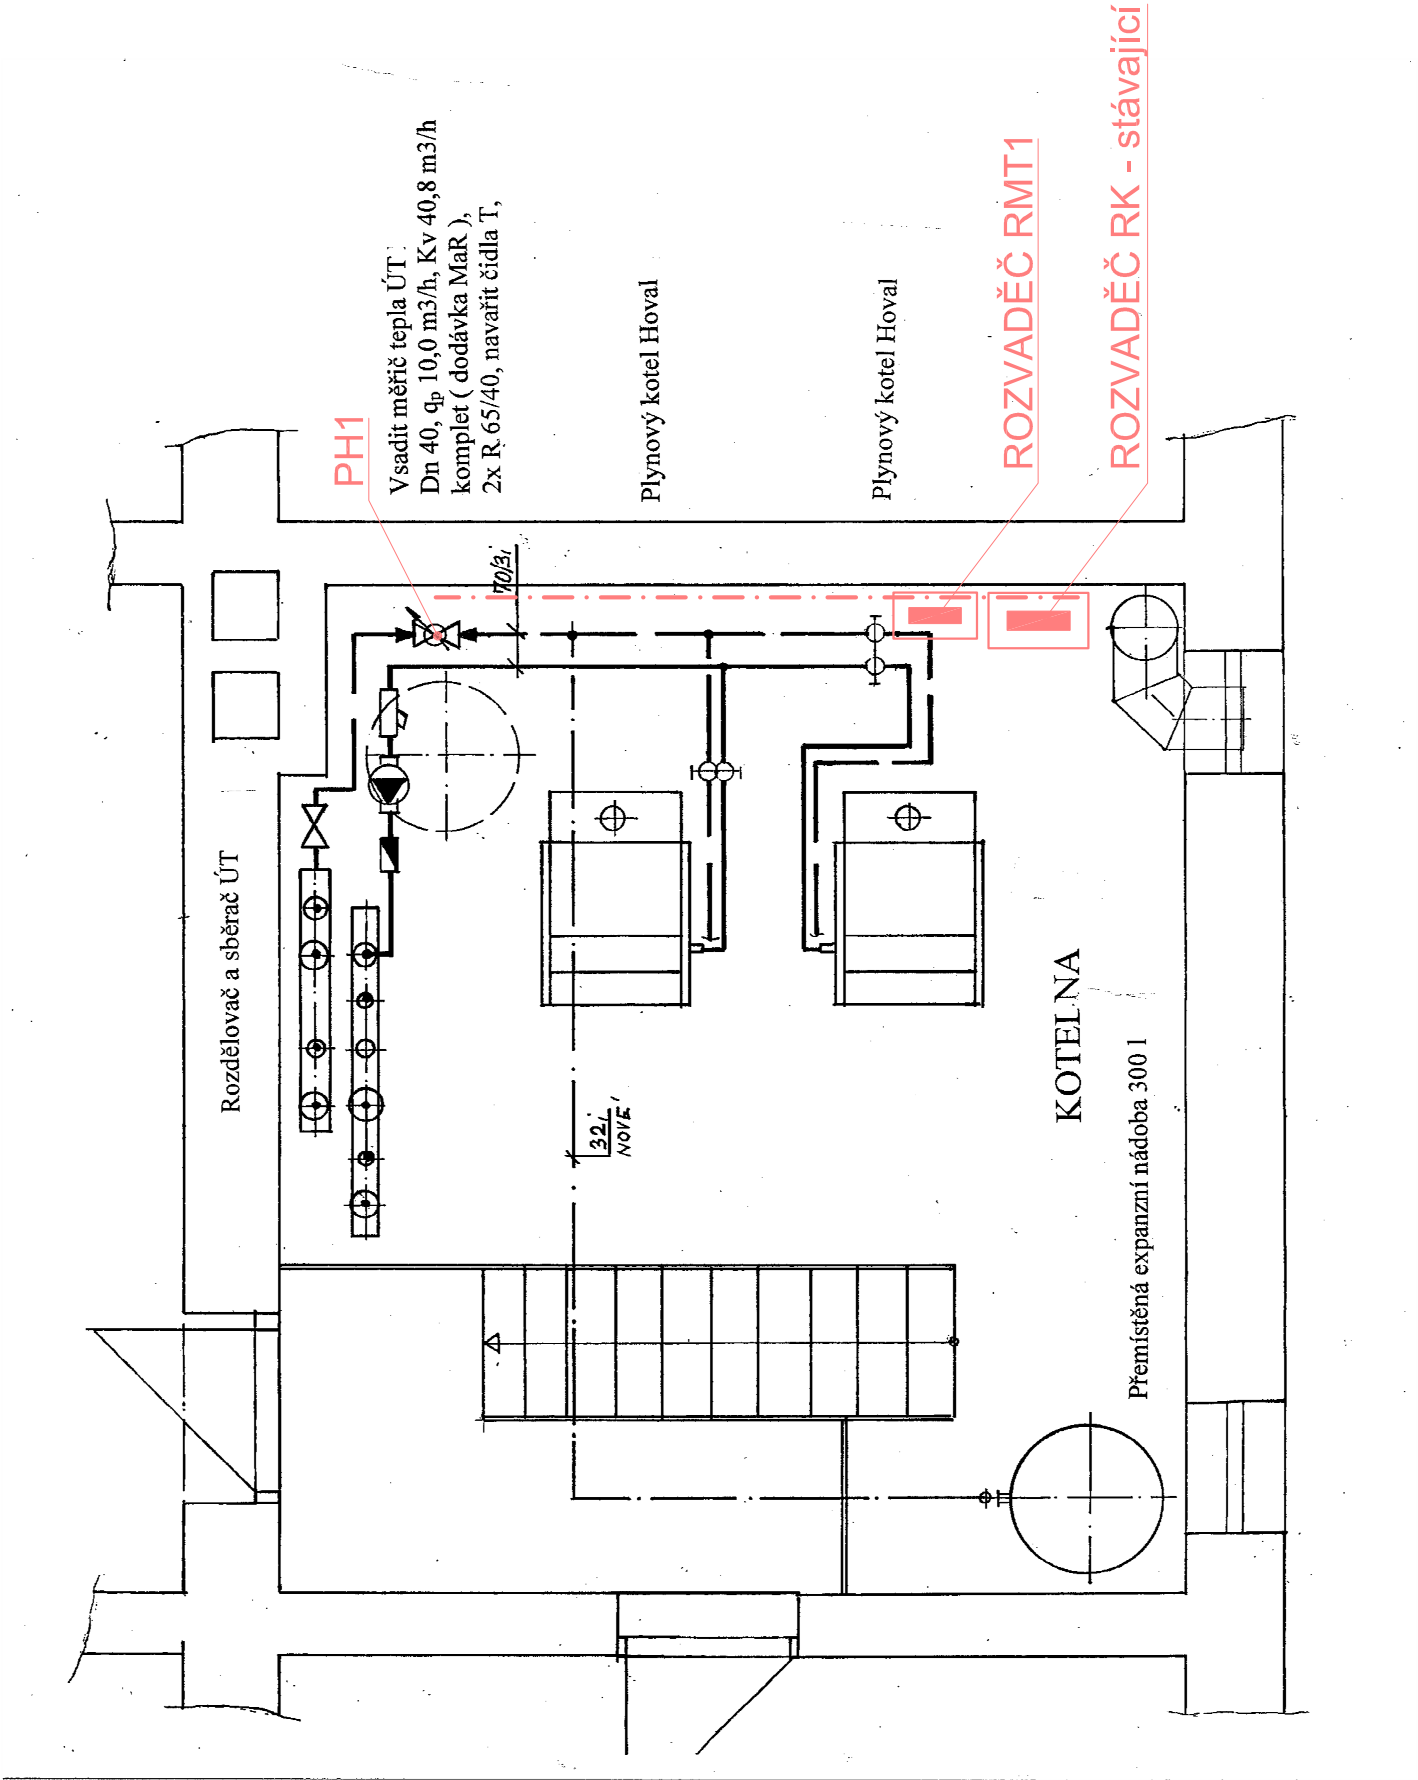 PH1
Vsadit měřič tepla ÚT
Dn 40, qp 10,0 m3/h, Kv 40,8 m3/h
komplet ( dodávka MaR ),
2x R 65/40, navařit čidla T,
70/3,
Plynový kotel Hoval
Plynový kotel Hoval
ROZVADĚČ RMT1
ROZVADĚČ RK - stávající
Rozdělovač a sběrač ÚT
32,
NOVÉ
KOTELNA
Přemístěná expanzní nádoba 300 l